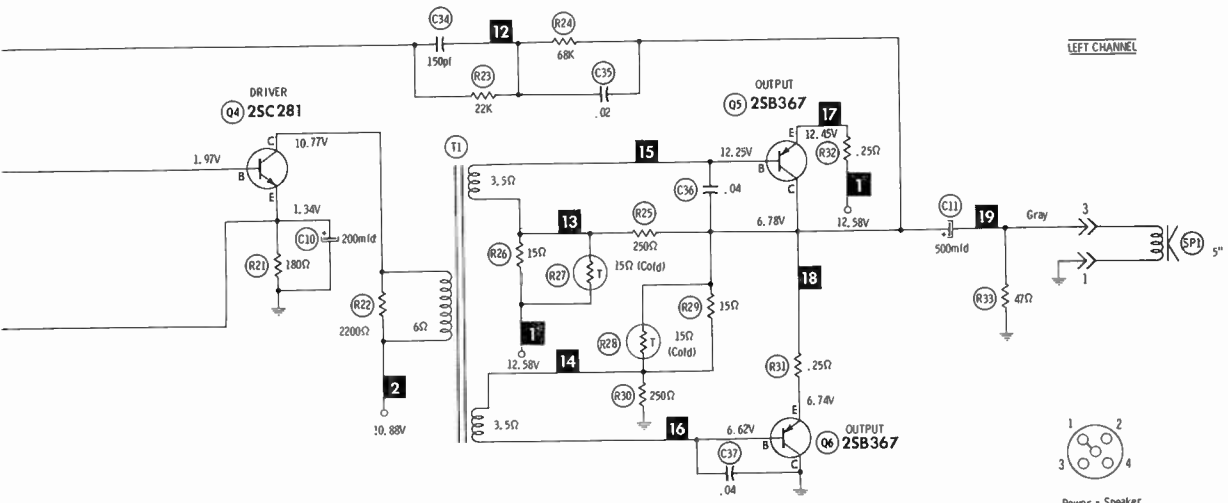 C34
12
R24
LEFT CHANNEL
150pf
68K
R23
C35
22K
.02
OUTPUT
Q5 2SB367
DRIVER
Q4 2SC281
17
E
12.45V
C
10.77V
T1
15
12.25V
R32
.25Ω
1.97V
B
B
3.5Ω
C36
.04
C
1
E
1.34V
13
R25
6.78V
12.58V
C11
19
Gray
3
C10
+
200mfd
R26
15Ω
250Ω
+
500mfd
SP1
5"
R21
180Ω
R27
T
15Ω (Cold)
18
1
R22
R29
15Ω
R33
47Ω
2200Ω
6Ω
1
R28
T
15Ω
(Cold)
12.58V
14
R31
.25Ω
2
R30
250Ω
6.74V
10.88V
E
3.5Ω
16
6.62V
B
Q6
OUTPUT
2SB367
1
2
C37
C
3
4
.04
Power - Speaker